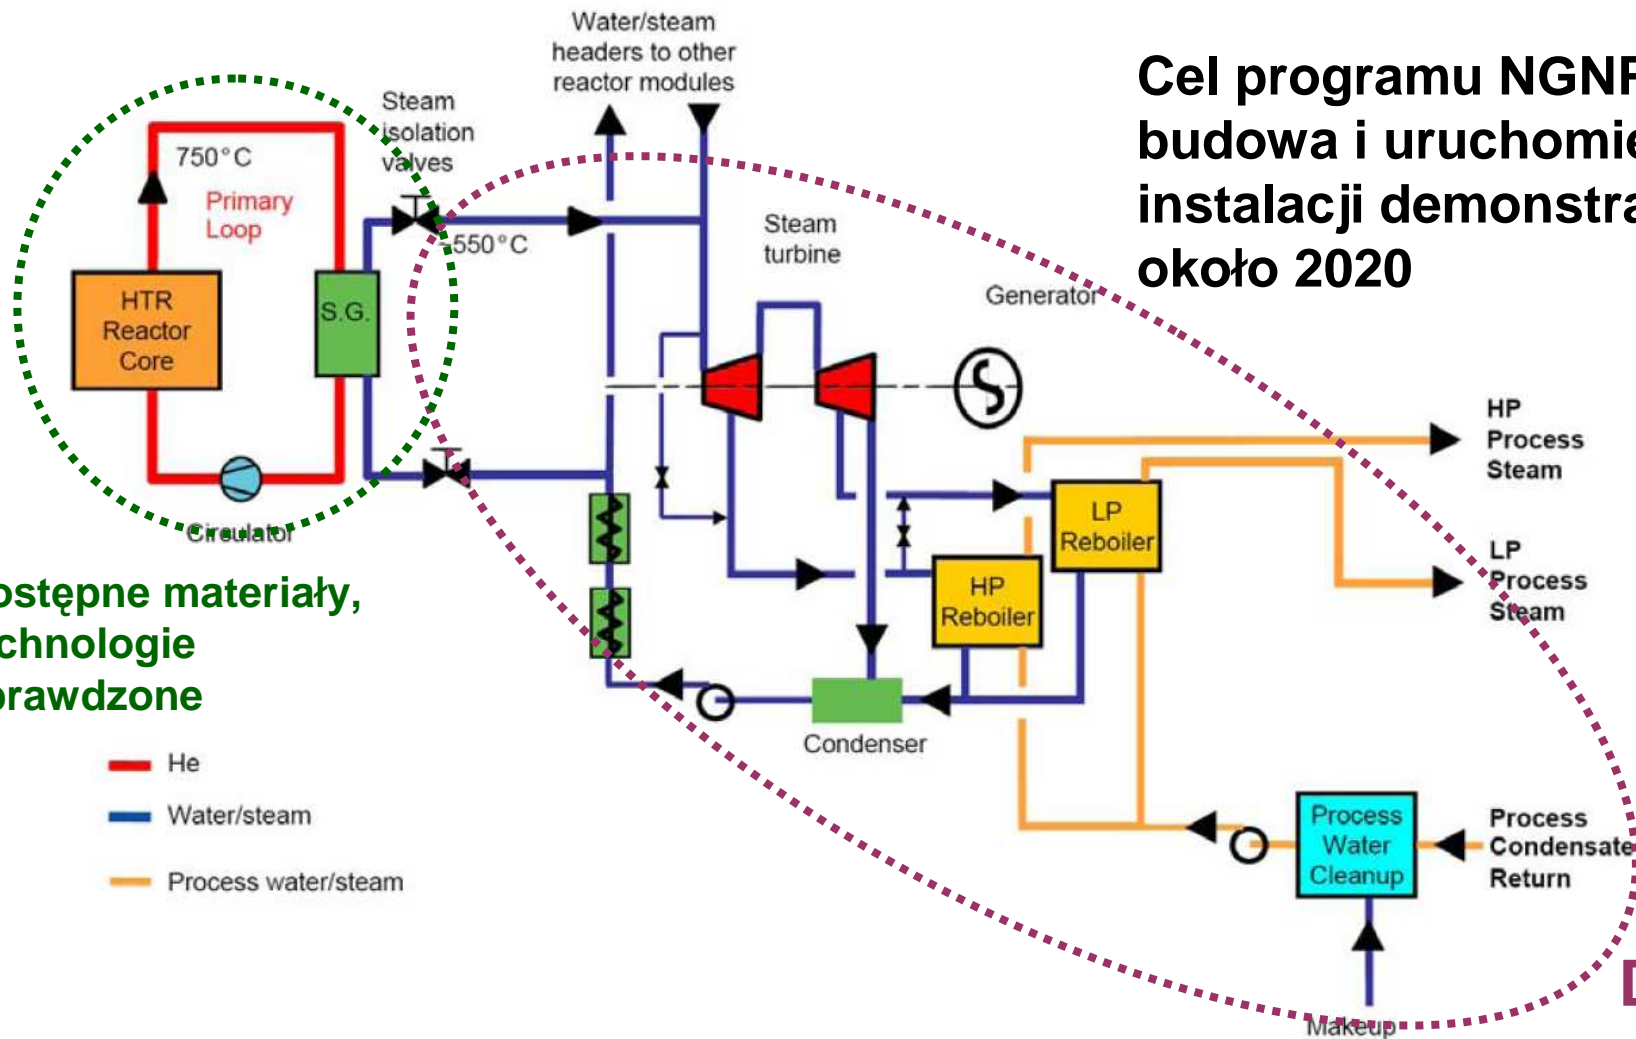 Water/steam
headers to other
reactor modules
Cel programu NGNP
budowa i uruchomie
instalacji demonstra
około 2020
Steam
isolation
valves
750°C
Primary
Loop
~550°C
Steam
turbine
Generator
HTR
Reactor
Core
S.G.
Circulator
HP
Process
Steam
LP
Reboiler
LP
Process
Steam
HP
Reboiler
ostępne materiały,
chnologie
prawdzone
Condenser
He
Water/steam
Process water/steam
Process
Water
Cleanup
Process
Condensate
Return
Makeup